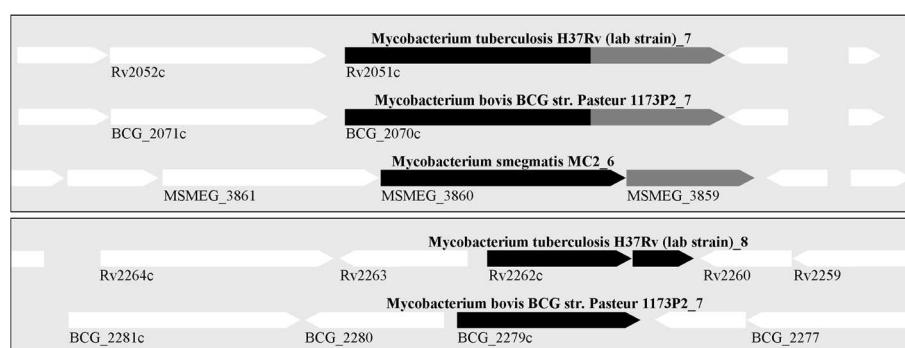 Mycobacterium tuberculosis H37Rv (lab strain)_7
Rv2052c Rv2051c
Mycobacterium bovis BCG str. Pasteur 1173P2_7
BCG_2071c BCG_2070c
Mycobacterium smegmatis MC2_6
MSMEG_3861 MSMEG_3860 MSMEG_3859
Mycobacterium tuberculosis H37Rv (lab strain)_8
Rv2264c Rv2263 Rv2262c Rv2260 Rv2259
Mycobacterium bovis BCG str. Pasteur 1173P2_7
BCG_2281c BCG_2280 BCG_2279c BCG_2277